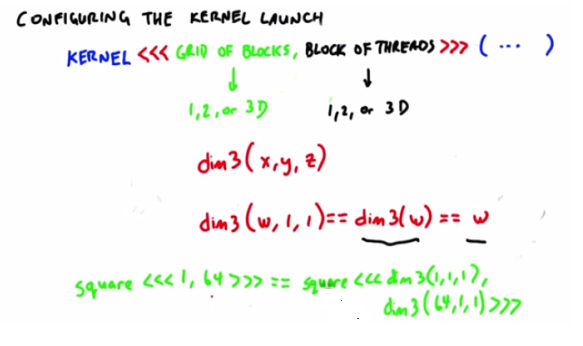 CONFIGURING THE KERNEL LAUNCH
KERNEL <<< GRID OF BLOCKS, BLOCK OF THREADS >>> ( ... )
1,2, or 3D 1,2, or 3D
dim3(x,y,z)
dim3(w,1,1)== dim3(w) == w
square <<< 1, 64 >>> == square <<< dim3(1,1,1),
dim3(64,1,1)>>>